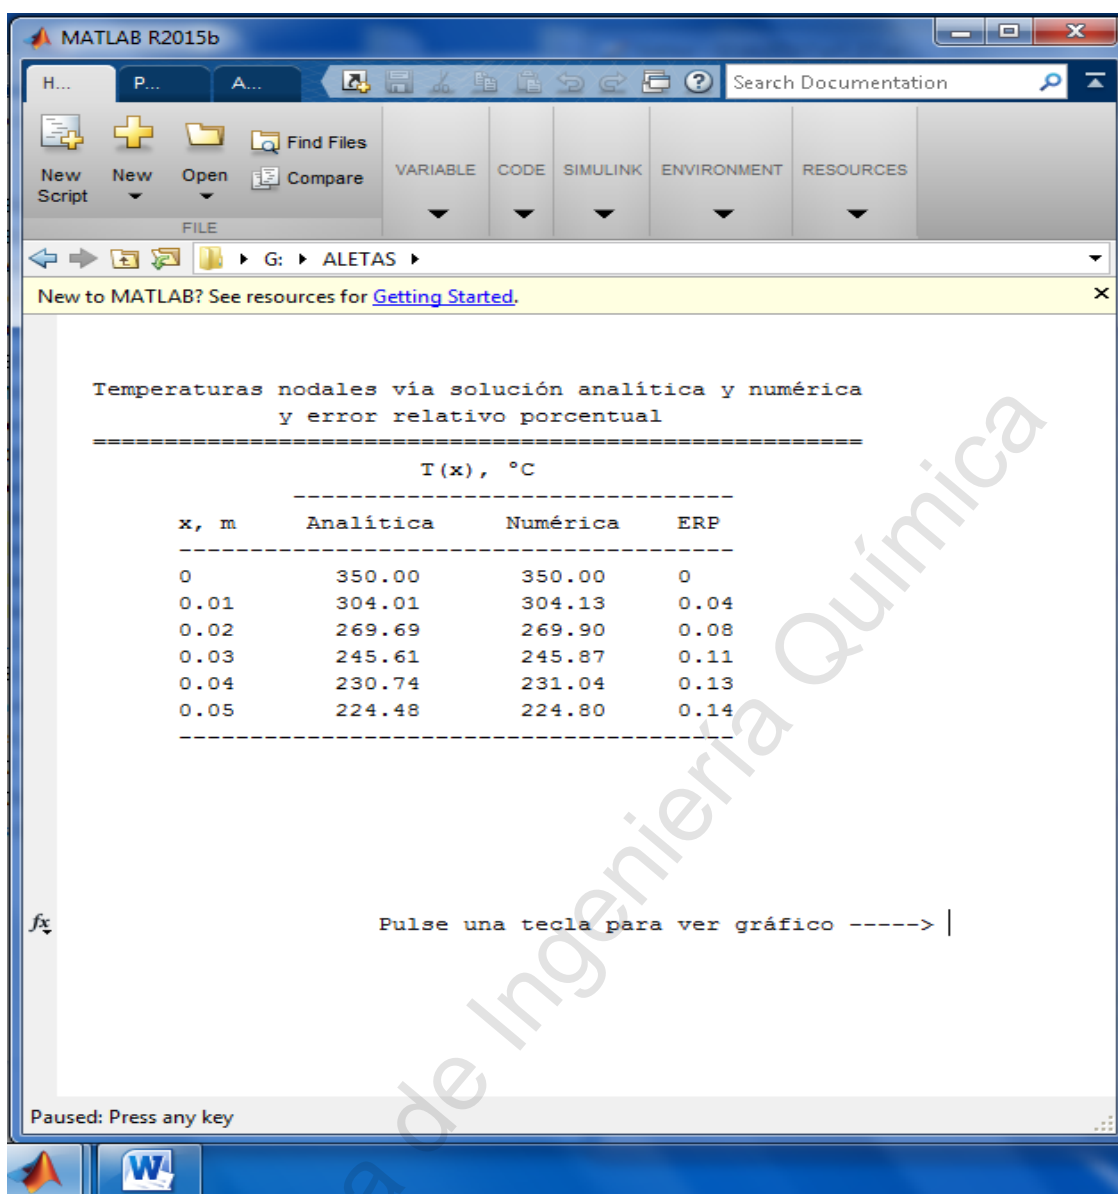 MATLAB R2015b
H... P... A... Search Documentation
New Script New Open Find Files Compare VARIABLE CODE SIMULINK ENVIRONMENT RESOURCES
FILE
G: ALETAS
New to MATLAB? See resources for Getting Started.
Temperaturas nodales vía solución analítica y numérica
y error relativo porcentual
======================================================
T(x), °C
-------------------------------
x, m Analítica Numérica ERP
---------------------------------------
0 350.00 350.00 0
0.01 304.01 304.13 0.04
0.02 269.69 269.90 0.08
0.03 245.61 245.87 0.11
0.04 230.74 231.04 0.13
0.05 224.48 224.80 0.14
---------------------------------------
fx Pulse una tecla para ver gráfico -----> |
Paused: Press any key
W
de Ingeniería Química